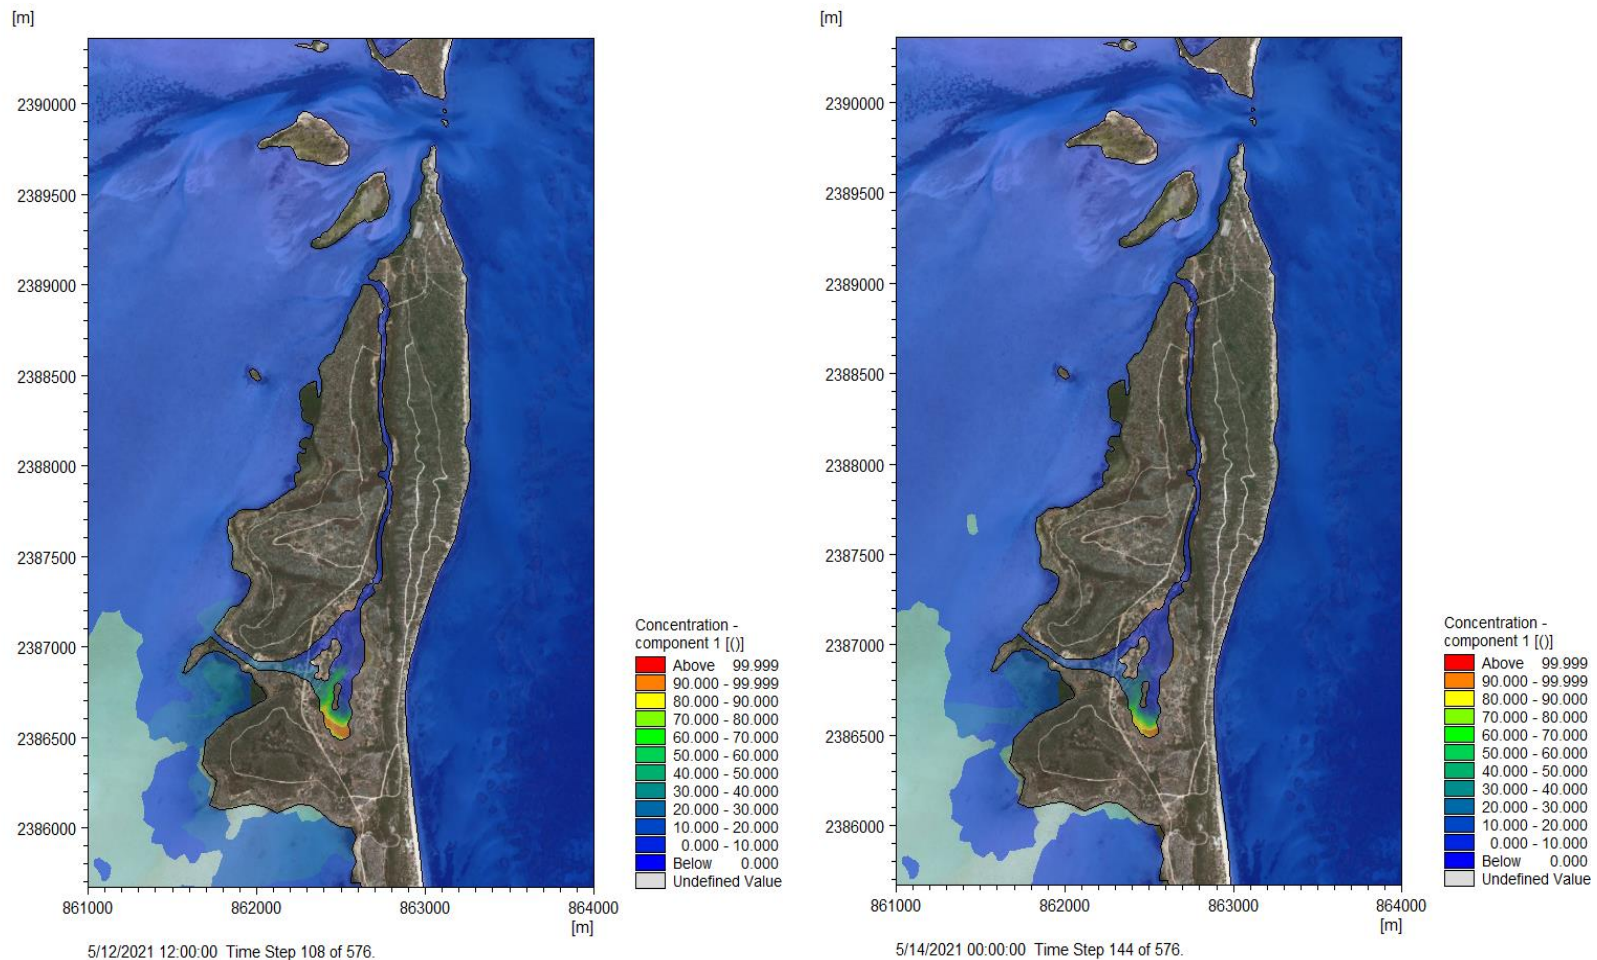 [m]
2390000
2389500
2389000
2388500
2388000
2387500
2387000
2386500
2386000
861000 862000 863000 864000
[m]
5/12/2021 12:00:00 Time Step 108 of 576.
Concentration -
component 1 [()]
Above 99.999
90.000 - 99.999
80.000 - 90.000
70.000 - 80.000
60.000 - 70.000
50.000 - 60.000
40.000 - 50.000
30.000 - 40.000
20.000 - 30.000
10.000 - 20.000
0.000 - 10.000
Below 0.000
Undefined Value
[m]
2390000
2389500
2389000
2388500
2388000
2387500
2387000
2386500
2386000
861000 862000 863000 864000
[m]
5/14/2021 00:00:00 Time Step 144 of 576.
Concentration -
component 1 [()]
Above 99.999
90.000 - 99.999
80.000 - 90.000
70.000 - 80.000
60.000 - 70.000
50.000 - 60.000
40.000 - 50.000
30.000 - 40.000
20.000 - 30.000
10.000 - 20.000
0.000 - 10.000
Below 0.000
Undefined Value